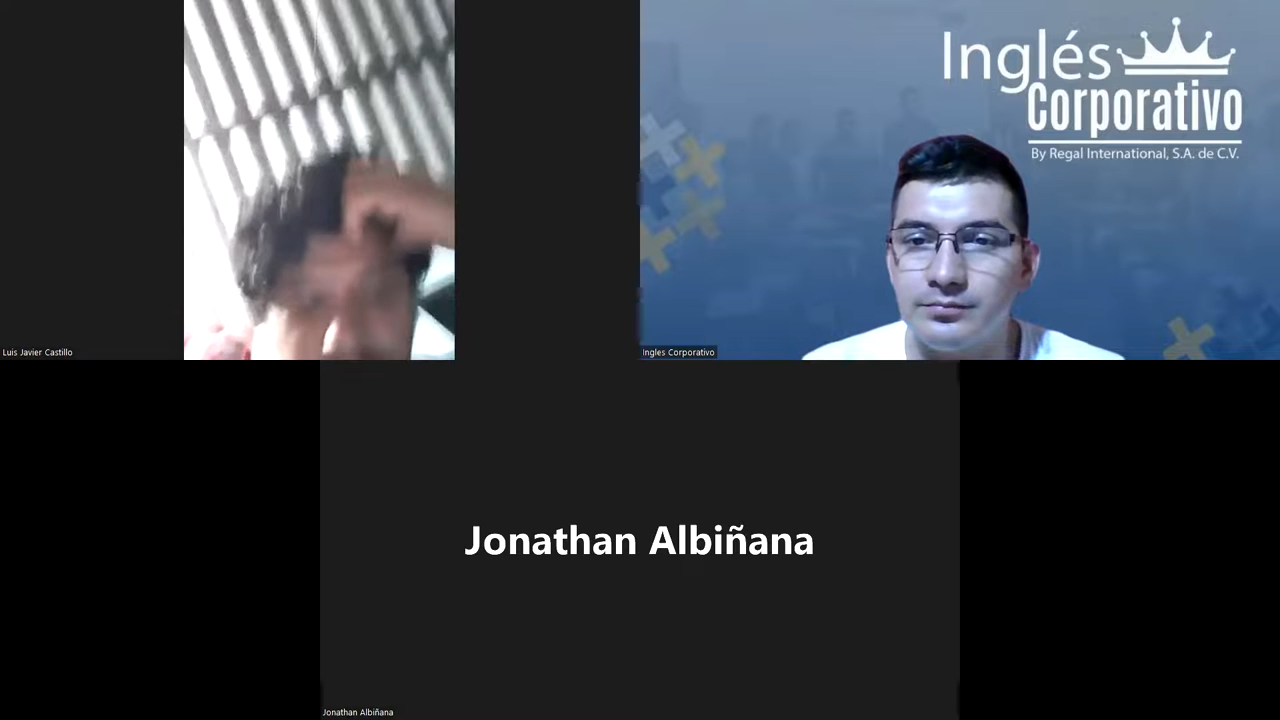 Inglés
Corporativo
By Regal International, S.A. de C.V.
Luis Javier Castillo
Ingles Corporativo
Jonathan Albiñana
Jonathan Albiñana